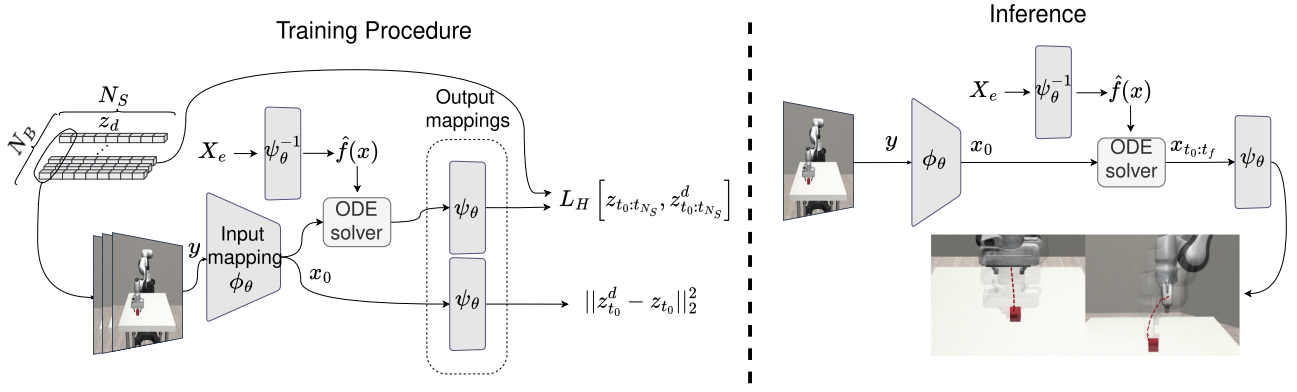 Training Procedure
N_S
N_B
z_d
X_e
ψ_θ^{-1}
f̂(x)
Output
mappings
ODE
solver
ψ_θ
L_H [z_{t_0:t_{N_S}}, z^d_{t_0:t_{N_S}}]
y
Input
mapping
ϕ_θ
x_0
ψ_θ
||z^d_{t_0} − z_{t_0}||_2^2
Inference
X_e
ψ_θ^{-1}
f̂(x)
y
ϕ_θ
x_0
ODE
solver
x_{t_0:t_f}
ψ_θ